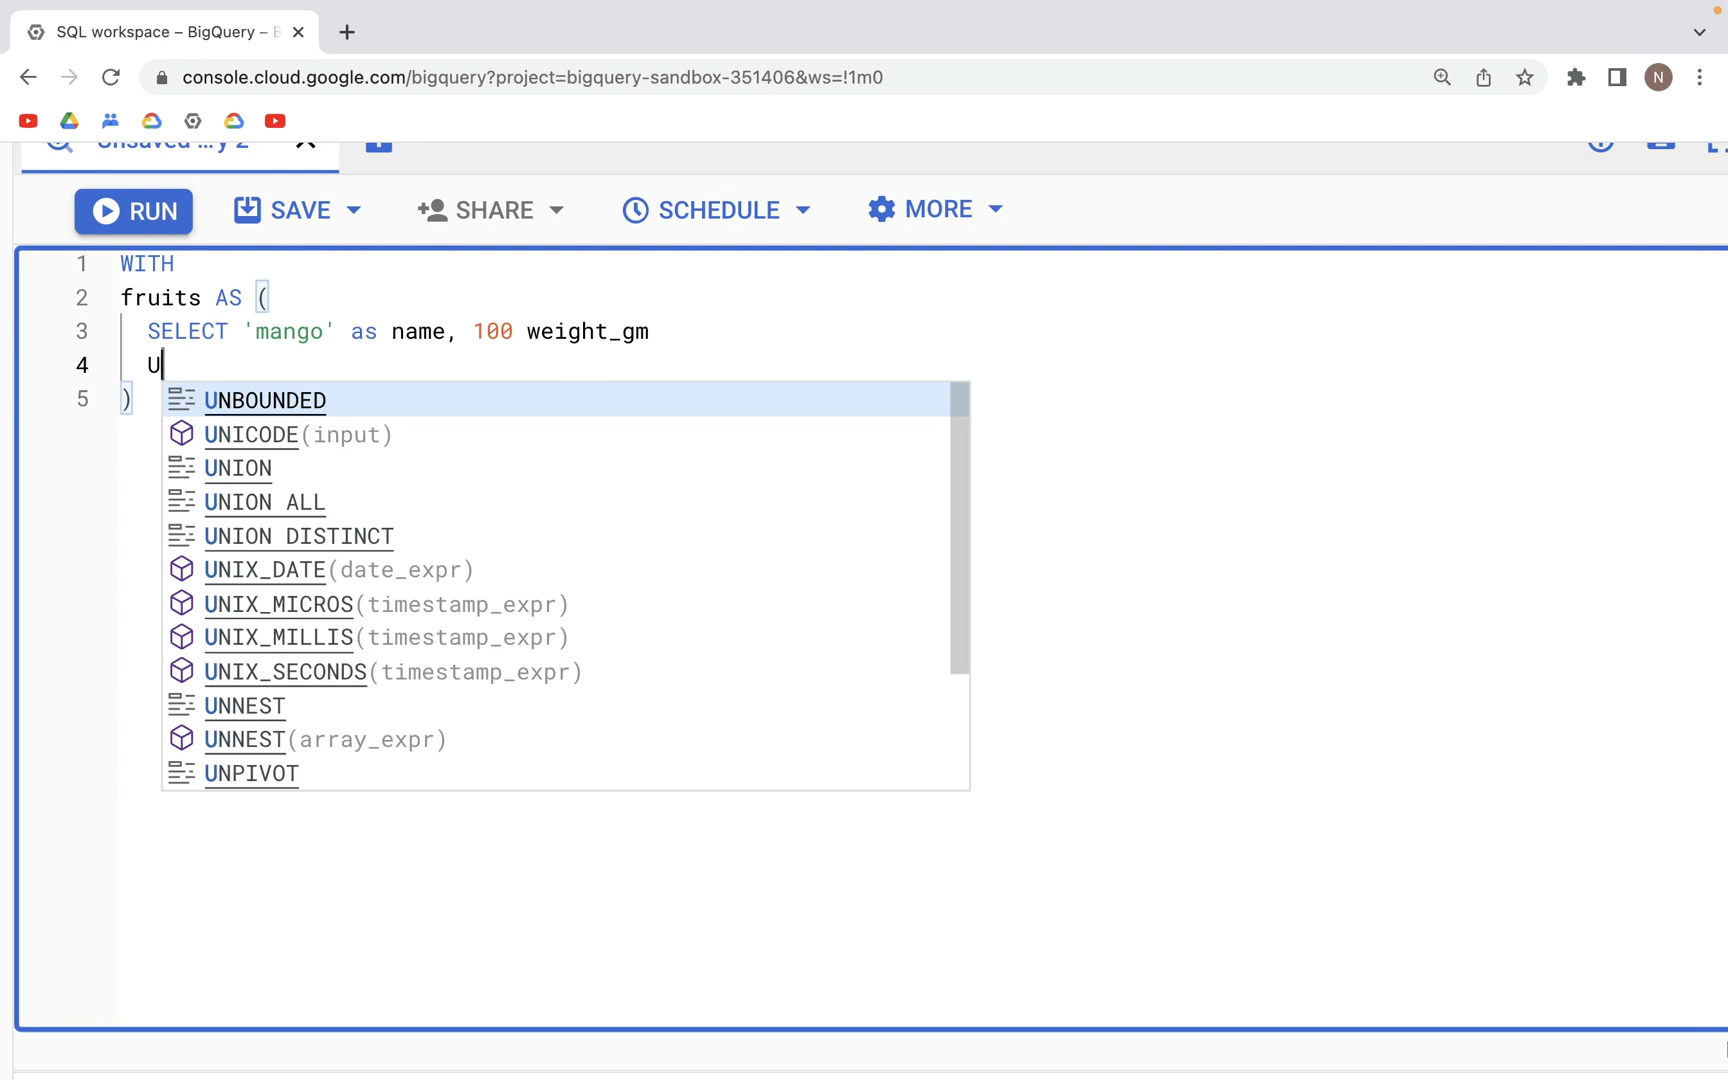 SQL workspace – BigQuery –
console.cloud.google.com/bigquery?project=bigquery-sandbox-351406&ws=!1m0
N
Unsaved ...y 2
RUN
SAVE
SHARE
SCHEDULE
MORE
1 WITH
2 fruits AS (
3 SELECT 'mango' as name, 100 weight_gm
4 U
5 )
UNBOUNDED
UNICODE(input)
UNION
UNION ALL
UNION DISTINCT
UNIX_DATE(date_expr)
UNIX_MICROS(timestamp_expr)
UNIX_MILLIS(timestamp_expr)
UNIX_SECONDS(timestamp_expr)
UNNEST
UNNEST(array_expr)
UNPIVOT